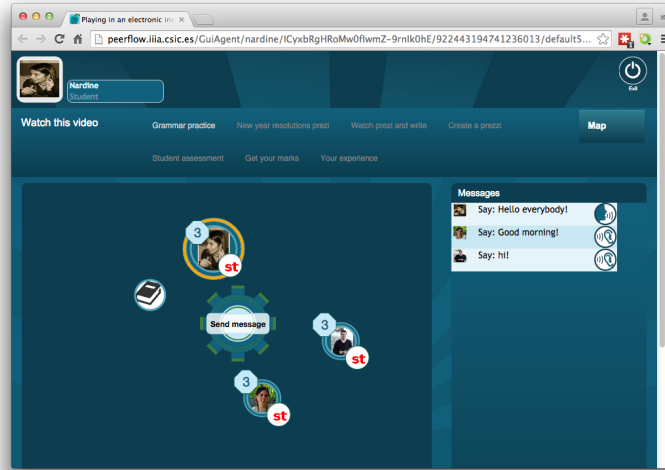 Playing in an electronic ins
peerflow.iiia.csic.es/GuiAgent/nardine/ICyxbRgHRoMw0flwmZ-9rnIk0hE/922443194741236013/default5...
Nardine
Student
Exit
Watch this video
Grammar practice
New year resolutions prezi
Watch prezi and write
Create a prezzi
Map
Student assessment
Get your marks
Your experience
Messages
Say: Hello everybody!
Say: Good morning!
Say: hi!
3
st
Send message
3
st
3
st